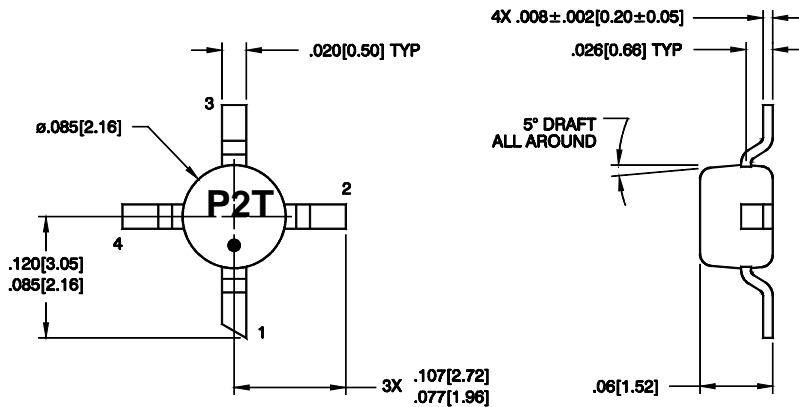 4X .008±.002[0.20±0.05]
.020[0.50] TYP
.026[0.66] TYP
3
ø.085[2.16]
5° DRAFT
ALL AROUND
P2T
2
4
.120[3.05]
.085[2.16]
1
3X .107[2.72]
.077[1.96]
.06[1.52]